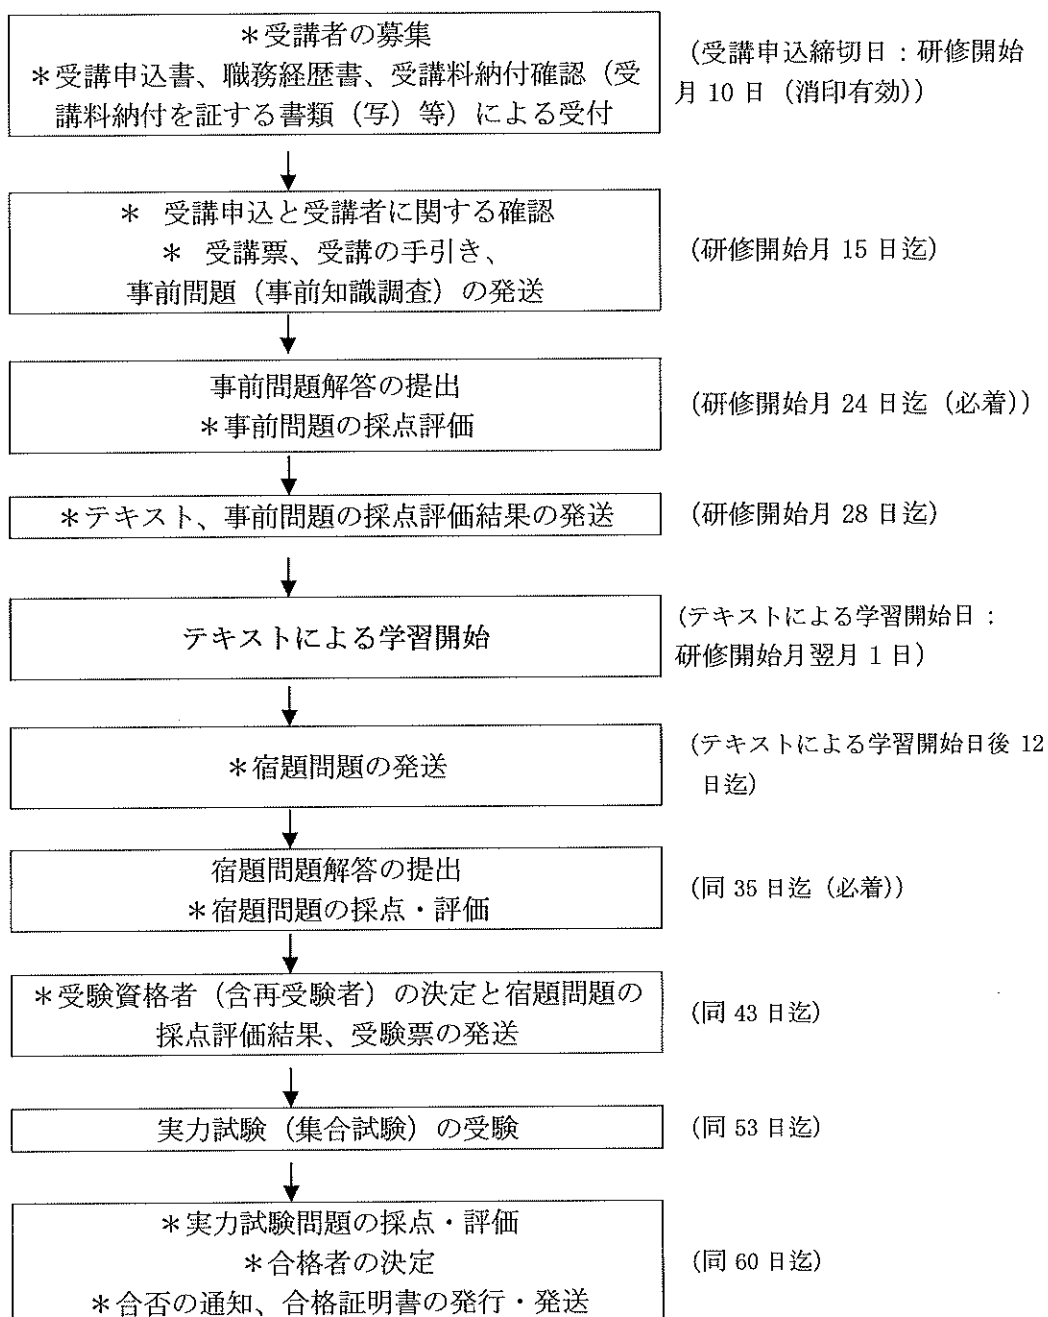 ＊受講者の募集
＊受講申込書、職務経歴書、受講料納付確認（受
講料納付を証する書類（写）等）による受付
（受講申込締切日：研修開始
月 10 日（消印有効））
＊ 受講申込と受講者に関する確認
＊ 受講票、受講の手引き、
事前問題（事前知識調査）の発送
（研修開始月 15 日迄）
事前問題解答の提出
＊事前問題の採点評価
（研修開始月 24 日迄（必着））
＊テキスト、事前問題の採点評価結果の発送
（研修開始月 28 日迄）
テキストによる学習開始
（テキストによる学習開始日：
研修開始月翌月 1 日）
＊宿題問題の発送
（テキストによる学習開始日後 12
日迄）
宿題問題解答の提出
＊宿題問題の採点・評価
（同 35 日迄（必着））
＊受験資格者（含再受験者）の決定と宿題問題の
採点評価結果、受験票の発送
（同 43 日迄）
実力試験（集合試験）の受験
（同 53 日迄）
＊実力試験問題の採点・評価
＊合格者の決定
＊合否の通知、合格証明書の発行・発送
（同 60 日迄）